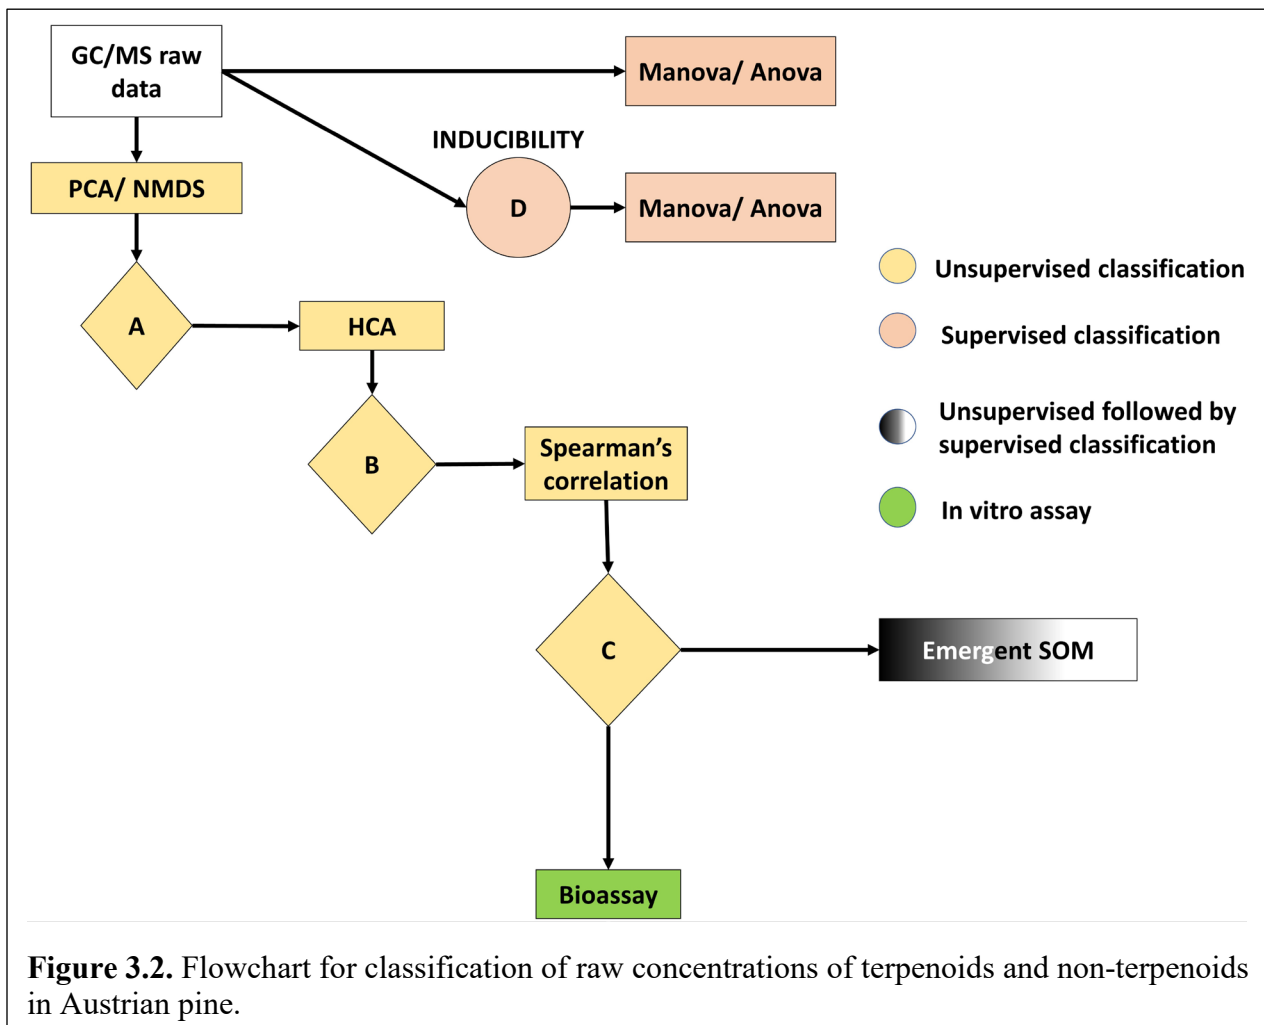 GC/MS raw
data
Manova/ Anova
INDUCIBILITY
PCA/ NMDS
D
Manova/ Anova
A
HCA
B
Spearman’s
correlation
C
Emergent SOM
Bioassay
Unsupervised classification
Supervised classification
Unsupervised followed by
supervised classification
In vitro assay
Figure 3.2. Flowchart for classification of raw concentrations of terpenoids and non-terpenoids
in Austrian pine.